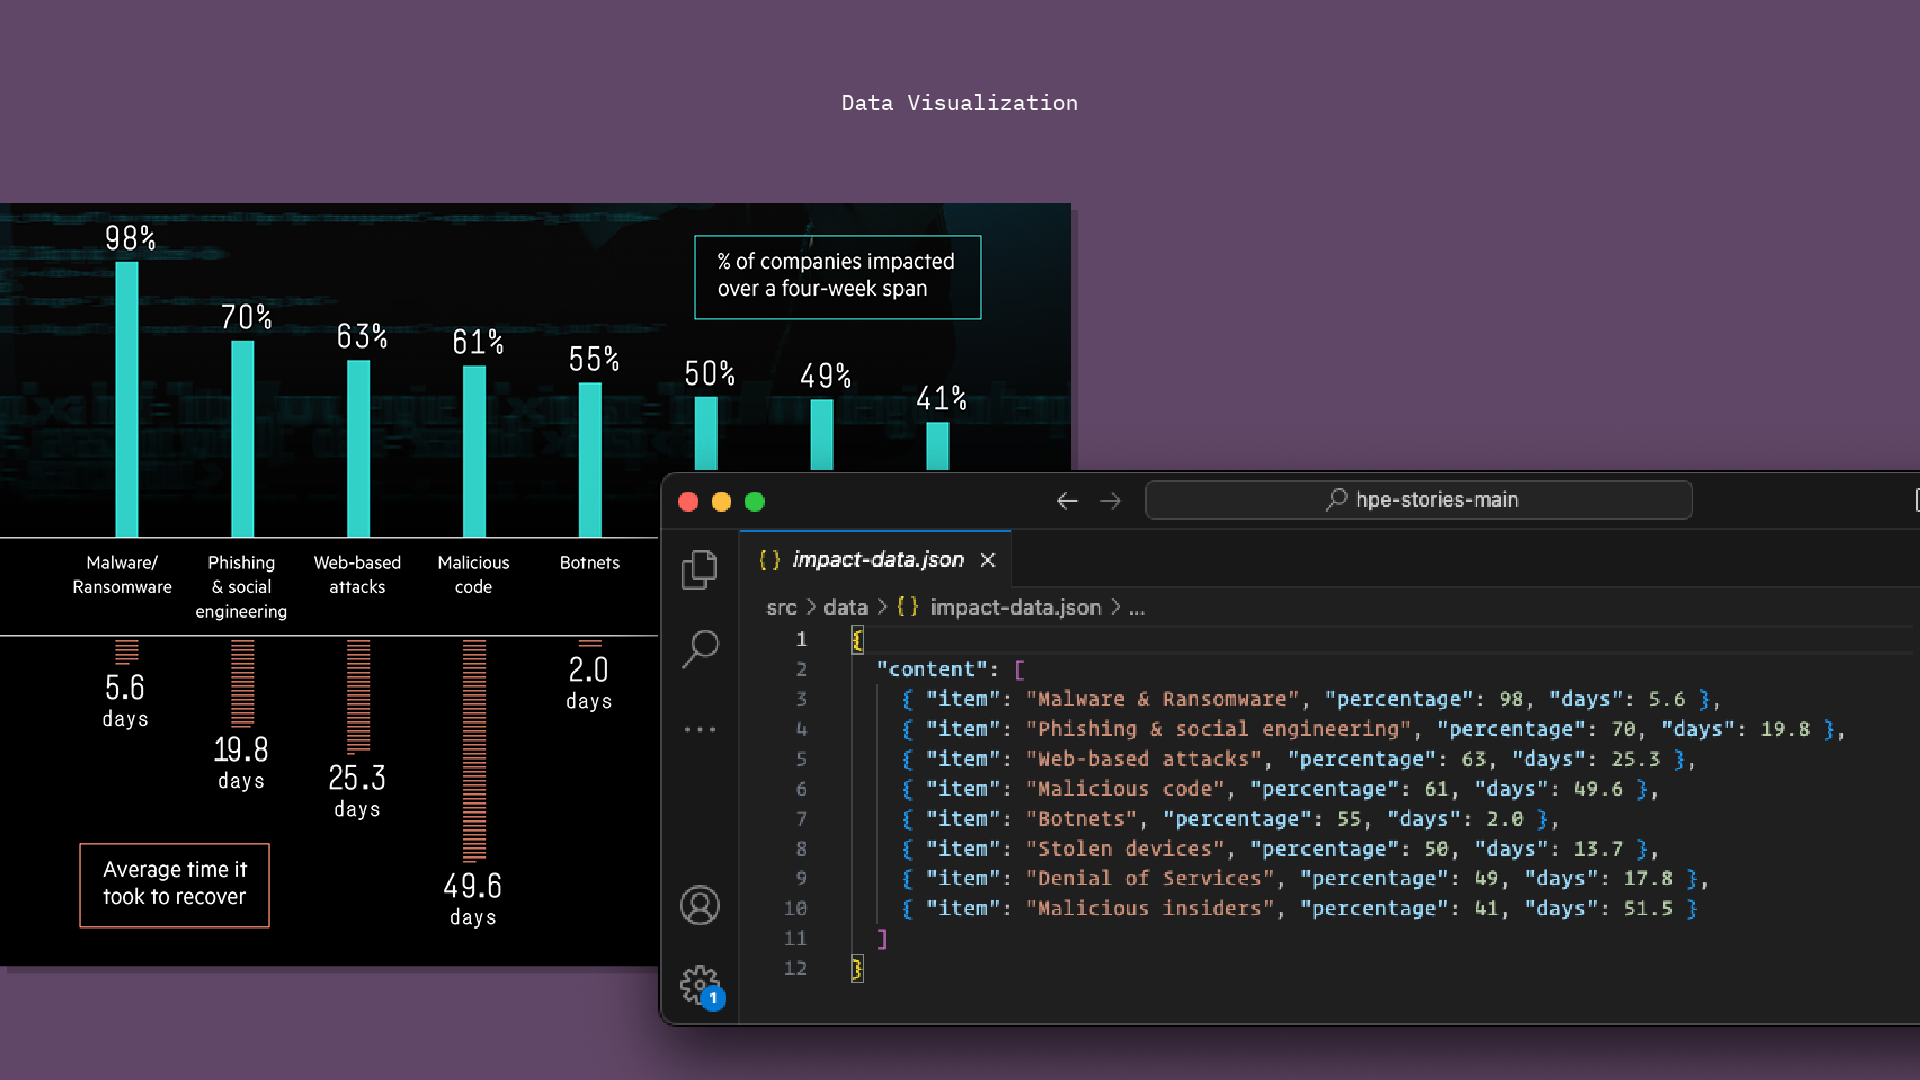 Data Visualization
98%
70%
63%
61%
55%
50%
49%
41%
% of companies impacted
over a four-week span
Malware/
Ransomware
Phishing
& social
engineering
Web-based
attacks
Malicious
code
Botnets
5.6
days
19.8
days
25.3
days
49.6
days
2.0
days
Average time it
took to recover
hpe-stories-main
{} impact-data.json ×
src > data > {} impact-data.json > ...
1 {
2 "content": [
3 { "item": "Malware & Ransomware", "percentage": 98, "days": 5.6 },
4 { "item": "Phishing & social engineering", "percentage": 70, "days": 19.8 },
5 { "item": "Web-based attacks", "percentage": 63, "days": 25.3 },
6 { "item": "Malicious code", "percentage": 61, "days": 49.6 },
7 { "item": "Botnets", "percentage": 55, "days": 2.0 },
8 { "item": "Stolen devices", "percentage": 50, "days": 13.7 },
9 { "item": "Denial of Services", "percentage": 49, "days": 17.8 },
10 { "item": "Malicious insiders", "percentage": 41, "days": 51.5 }
11 ]
12 }
1